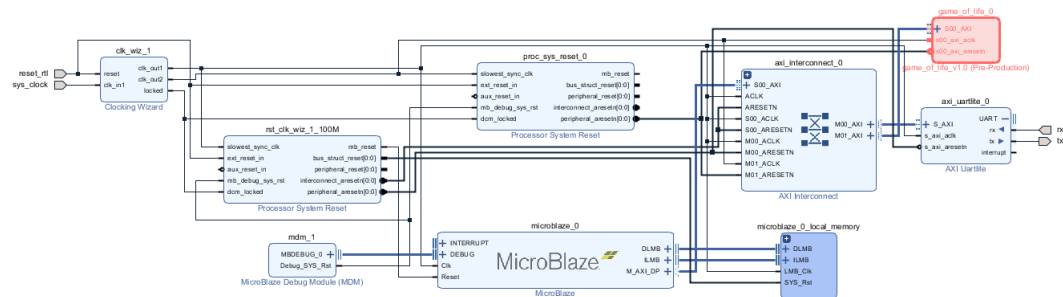 game_of_life_0
S00_AXI
s00_axi_aclk
s00_axi_aresetn
game_of_life_v1.0 (Pre-Production)
clk_wiz_1
reset_rtl
sys_clock
reset
clk_in1
clk_out1
clk_out2
locked
Clocking Wizard
proc_sys_reset_0
slowest_sync_clk
ext_reset_in
aux_reset_in
mb_debug_sys_rst
dcm_locked
mb_reset
bus_struct_reset[0:0]
peripheral_reset[0:0]
interconnect_aresetn[0:0]
peripheral_aresetn[0:0]
Processor System Reset
axi_interconnect_0
S00_AXI
ACLK
ARESETN
S00_ACLK
S00_ARESETN
M00_ACLK
M00_ARESETN
M01_ACLK
M01_ARESETN
M00_AXI
M01_AXI
AXI Interconnect
axi_uartlite_0
S_AXI
s_axi_aclk
s_axi_aresetn
UART
rx
tx
interrupt
AXI Uartlite
rst_clk_wiz_1_100M
slowest_sync_clk
ext_reset_in
aux_reset_in
mb_debug_sys_rst
dcm_locked
mb_reset
bus_struct_reset[0:0]
peripheral_reset[0:0]
interconnect_aresetn[0:0]
peripheral_aresetn[0:0]
Processor System Reset
mdm_1
MBDEBUG_0
Debug_SYS_Rst
MicroBlaze Debug Module (MDM)
microblaze_0
INTERRUPT
DEBUG
Clk
Reset
MicroBlaze
DLMB
ILMB
M_AXI_DP
MicroBlaze
microblaze_0_local_memory
DLMB
ILMB
LMB_Clk
SYS_Rst